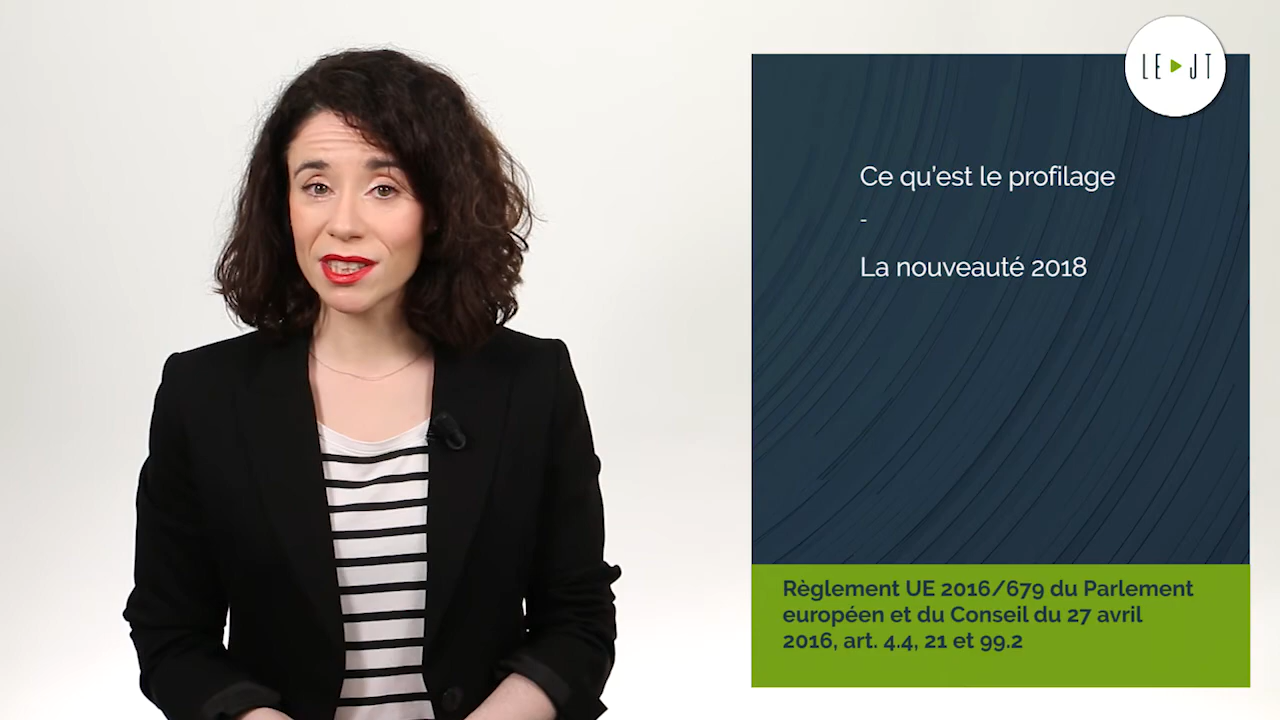 LE JT
Ce qu’est le profilage
-
La nouveauté 2018
Règlement UE 2016/679 du Parlement
européen et du Conseil du 27 avril
2016, art. 4.4, 21 et 99.2